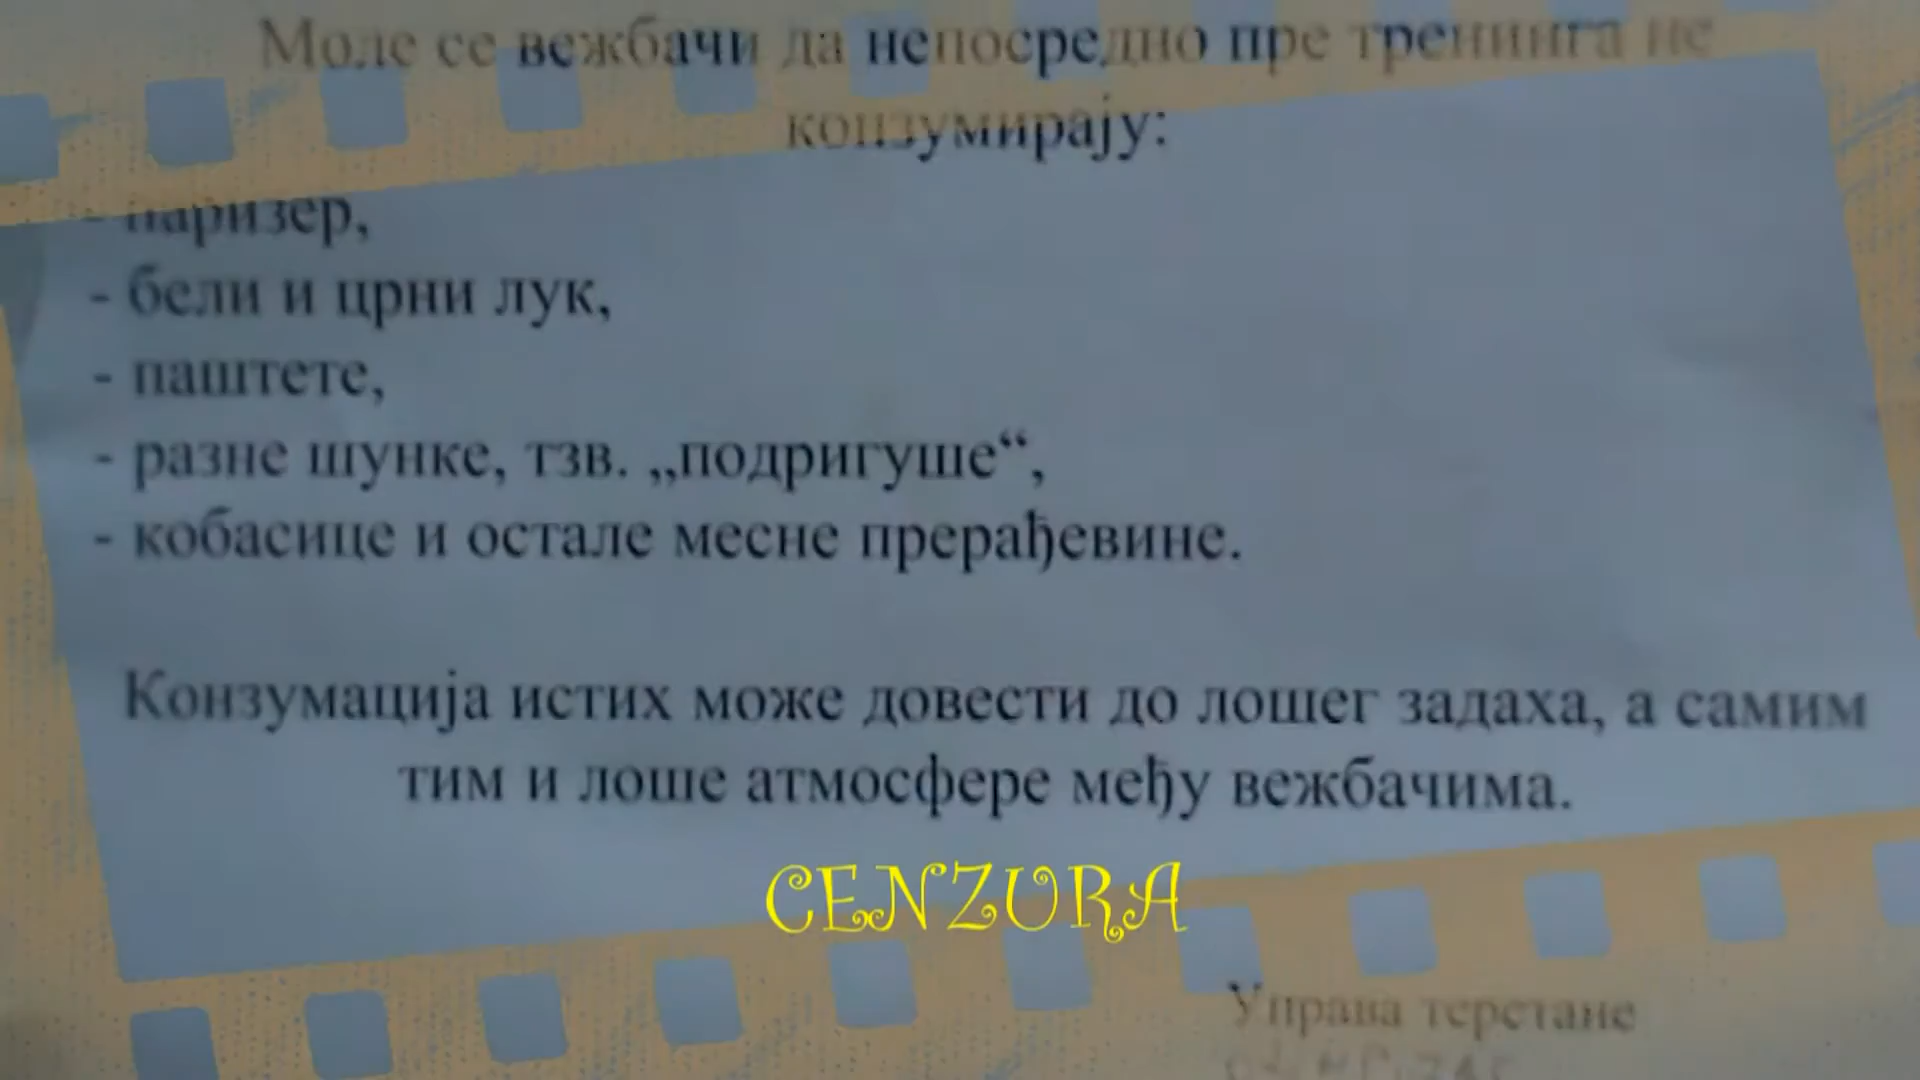 Моле се вежбачи да непосредно пре тренинга не
конзумирају:
- паризер,
- бели и црни лук,
- паштете,
- разне шунке, тзв. „подригуше“,
- кобасице и остале месне прерађевине.
Конзумација истих може довести до лошег задаха, а самим
тим и лоше атмосфере међу вежбачима.
CENZURA
Управа теретане